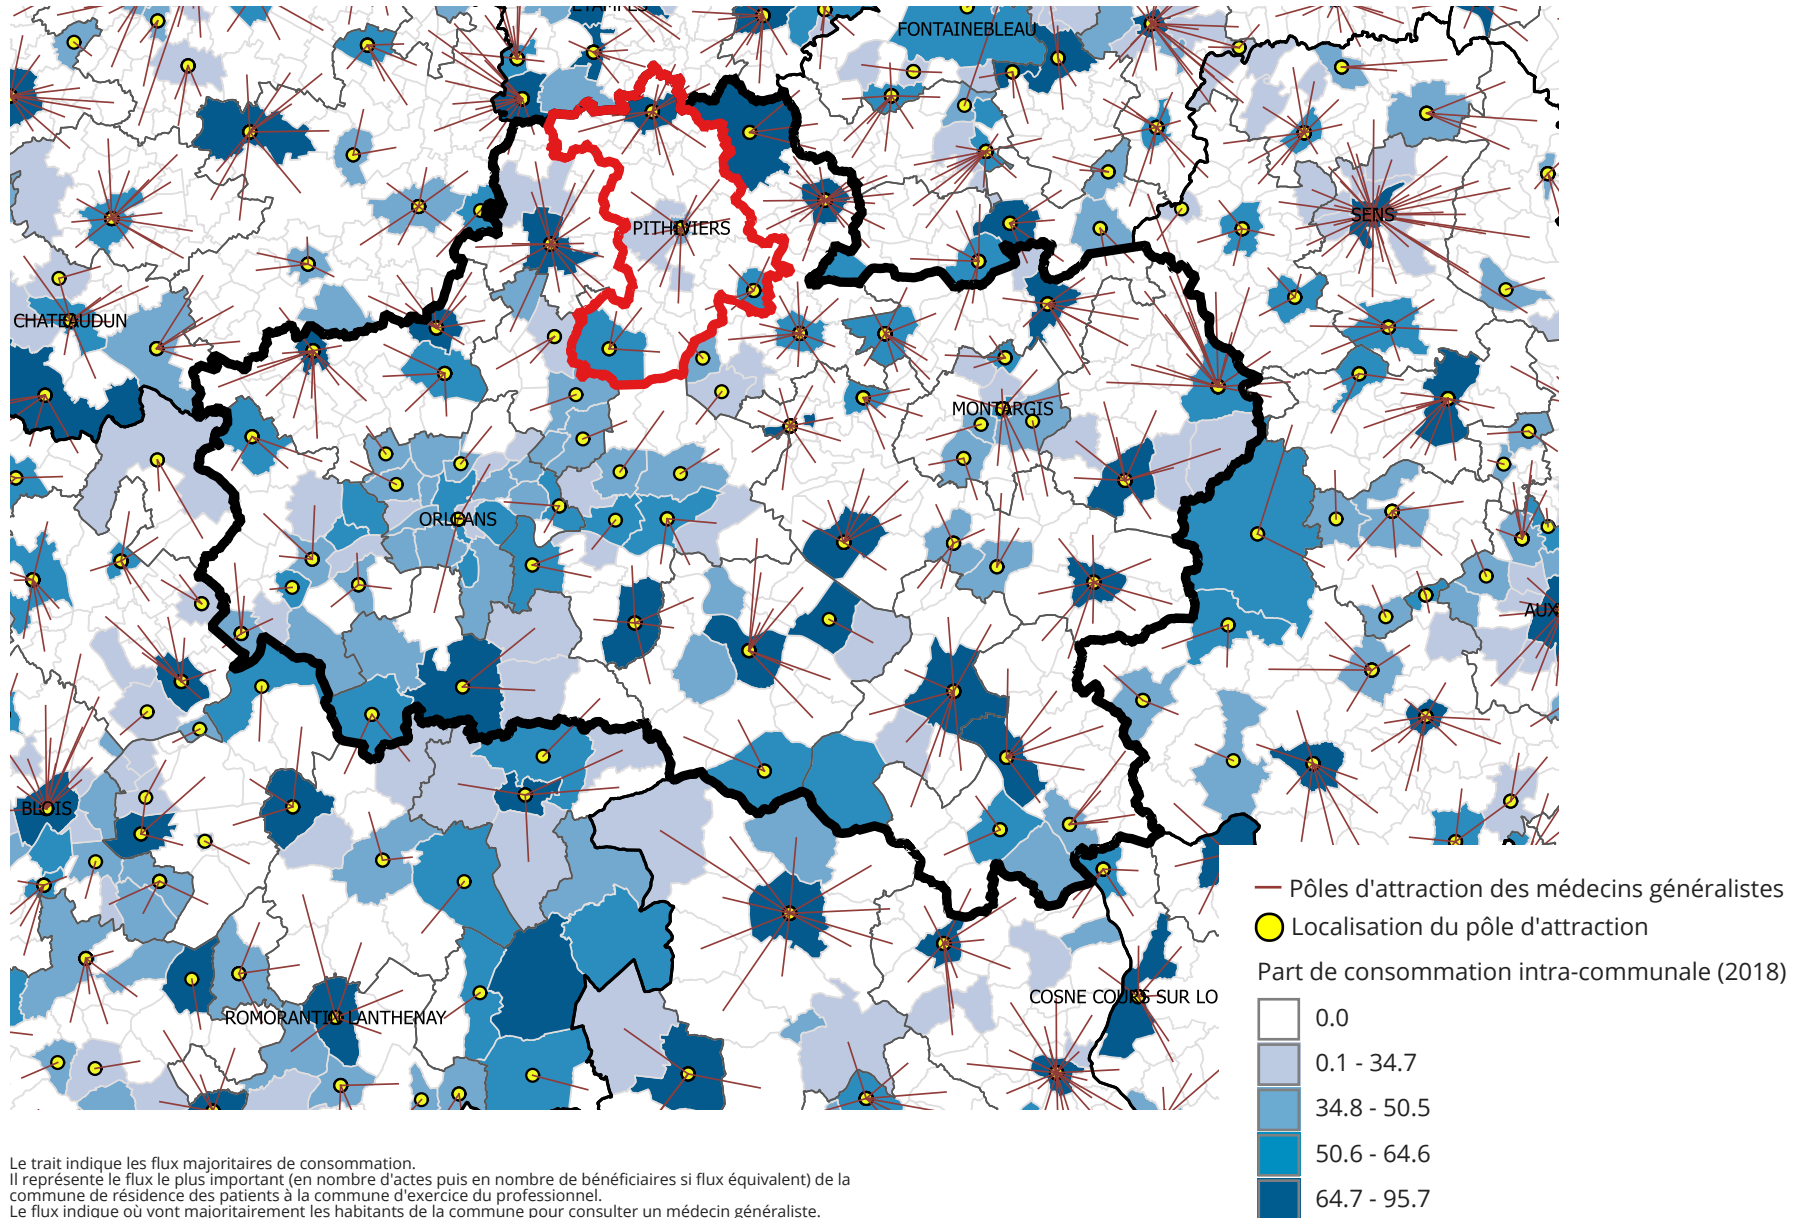 ETAMPES
FONTAINEBLEAU
SENS
PITHIVIERS
CHATEAUDUN
MONTARGIS
ORLEANS
AUX
BLOIS
COSNE COURS SUR LO
ROMORANTIN LANTHENAY
Pôles d'attraction des médecins généralistes
Localisation du pôle d'attraction
Part de consommation intra-communale (2018)
0.0
0.1 - 34.7
34.8 - 50.5
50.6 - 64.6
64.7 - 95.7
Le trait indique les flux majoritaires de consommation.
Il représente le flux le plus important (en nombre d'actes puis en nombre de bénéficiaires si flux équivalent) de la
commune de résidence des patients à la commune d'exercice du professionnel.
Le flux indique où vont majoritairement les habitants de la commune pour consulter un médecin généraliste.